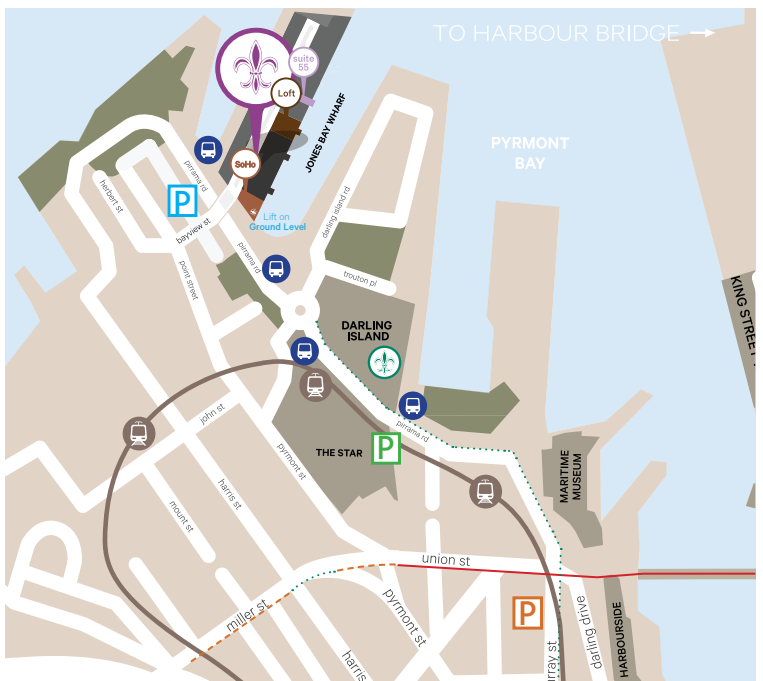 TO HARBOUR BRIDGE
suite
55
Loft
JONES BAY WHARF
PYRMONT
BAY
SoHo
pirrama rd
herbert st
P
bayview st
Lift on
Ground Level
darling island rd
pirrama rd
point street
trouton pl
KING STREET
DARLING
ISLAND
john st
pirrama rd
THE STAR
P
pyrmont st
MARITIME
MUSEUM
harris st
mount st
union st
miller st
pyrmont st
P
darling drive
HARBOURSIDE
harris
rray st